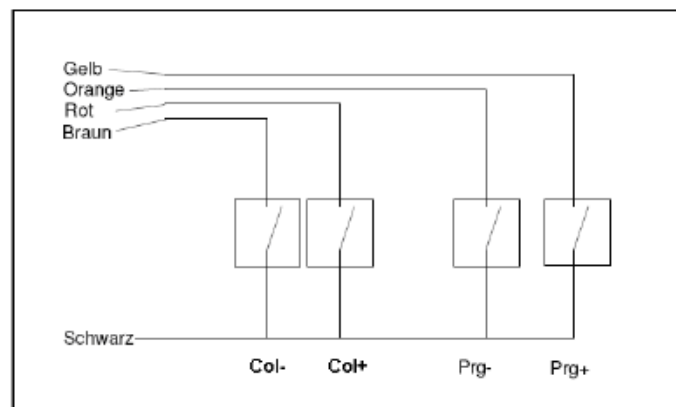 Gelb
Orange
Rot
Braun
Schwarz
Col- Col+ Prg- Prg+